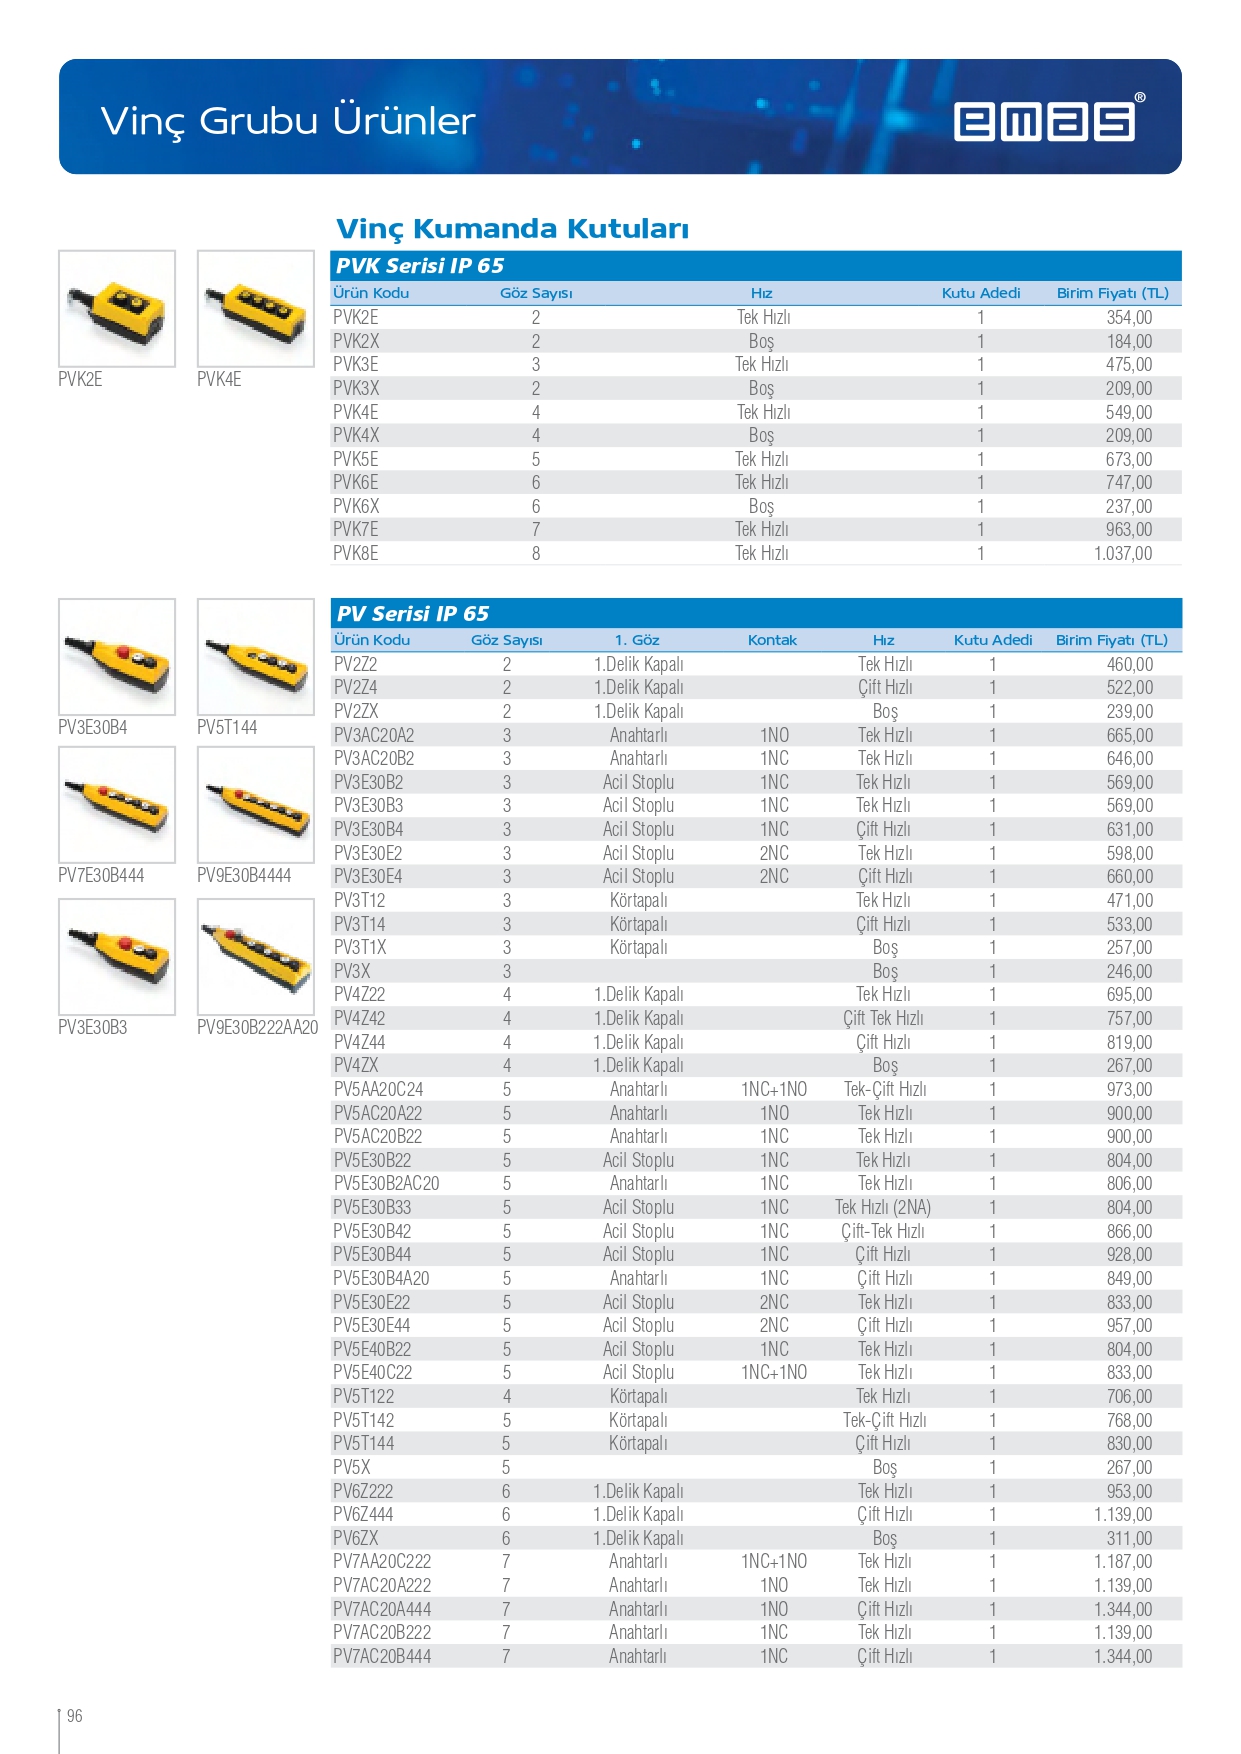 Vinç Grubu Ürünler
emas®
Vinç Kumanda Kutuları
PVK2E
PVK4E
PVK Serisi IP 65
Ürün Kodu Göz Sayısı Hız Kutu Adedi Birim Fiyatı (TL)
PVK2E 2 Tek Hızlı 1 354,00
PVK2X 2 Boş 1 184,00
PVK3E 3 Tek Hızlı 1 475,00
PVK3X 2 Boş 1 209,00
PVK4E 4 Tek Hızlı 1 549,00
PVK4X 4 Boş 1 209,00
PVK5E 5 Tek Hızlı 1 673,00
PVK6E 6 Tek Hızlı 1 747,00
PVK6X 6 Boş 1 237,00
PVK7E 7 Tek Hızlı 1 963,00
PVK8E 8 Tek Hızlı 1 1.037,00
PV3E30B4
PV5T144
PV7E30B444
PV9E30B4444
PV3E30B3
PV9E30B222AA20
PV Serisi IP 65
Ürün Kodu Göz Sayısı 1. Göz Kontak Hız Kutu Adedi Birim Fiyatı (TL)
PV2Z2 2 1.Delik Kapalı Tek Hızlı 1 460,00
PV2Z4 2 1.Delik Kapalı Çift Hızlı 1 522,00
PV2ZX 2 1.Delik Kapalı Boş 1 239,00
PV3AC20A2 3 Anahtarlı 1NO Tek Hızlı 1 665,00
PV3AC20B2 3 Anahtarlı 1NC Tek Hızlı 1 646,00
PV3E30B2 3 Acil Stoplu 1NC Tek Hızlı 1 569,00
PV3E30B3 3 Acil Stoplu 1NC Tek Hızlı 1 569,00
PV3E30B4 3 Acil Stoplu 1NC Çift Hızlı 1 631,00
PV3E30E2 3 Acil Stoplu 2NC Tek Hızlı 1 598,00
PV3E30E4 3 Acil Stoplu 2NC Çift Hızlı 1 660,00
PV3T12 3 Körtapalı Tek Hızlı 1 471,00
PV3T14 3 Körtapalı Çift Hızlı 1 533,00
PV3T1X 3 Körtapalı Boş 1 257,00
PV3X 3 Boş 1 246,00
PV4Z22 4 1.Delik Kapalı Tek Hızlı 1 695,00
PV4Z42 4 1.Delik Kapalı Çift Tek Hızlı 1 757,00
PV4Z44 4 1.Delik Kapalı Çift Hızlı 1 819,00
PV4ZX 4 1.Delik Kapalı Boş 1 267,00
PV5AA20C24 5 Anahtarlı 1NC+1NO Tek-Çift Hızlı 1 973,00
PV5AC20A22 5 Anahtarlı 1NO Tek Hızlı 1 900,00
PV5AC20B22 5 Anahtarlı 1NC Tek Hızlı 1 900,00
PV5E30B22 5 Acil Stoplu 1NC Tek Hızlı 1 804,00
PV5E30B2AC20 5 Anahtarlı 1NC Tek Hızlı 1 806,00
PV5E30B33 5 Acil Stoplu 1NC Tek Hızlı (2NA) 1 804,00
PV5E30B42 5 Acil Stoplu 1NC Çift-Tek Hızlı 1 866,00
PV5E30B44 5 Acil Stoplu 1NC Çift Hızlı 1 928,00
PV5E30B4A20 5 Anahtarlı 1NC Çift Hızlı 1 849,00
PV5E30E22 5 Acil Stoplu 2NC Tek Hızlı 1 833,00
PV5E30E44 5 Acil Stoplu 2NC Çift Hızlı 1 957,00
PV5E40B22 5 Acil Stoplu 1NC Tek Hızlı 1 804,00
PV5E40C22 5 Acil Stoplu 1NC+1NO Tek Hızlı 1 833,00
PV5T122 4 Körtapalı Tek Hızlı 1 706,00
PV5T142 5 Körtapalı Tek-Çift Hızlı 1 768,00
PV5T144 5 Körtapalı Çift Hızlı 1 830,00
PV5X 5 Boş 1 267,00
PV6Z222 6 1.Delik Kapalı Tek Hızlı 1 953,00
PV6Z444 6 1.Delik Kapalı Çift Hızlı 1 1.139,00
PV6ZX 6 1.Delik Kapalı Boş 1 311,00
PV7AA20C222 7 Anahtarlı 1NC+1NO Tek Hızlı 1 1.187,00
PV7AC20A222 7 Anahtarlı 1NO Tek Hızlı 1 1.139,00
PV7AC20A444 7 Anahtarlı 1NO Çift Hızlı 1 1.344,00
PV7AC20B222 7 Anahtarlı 1NC Tek Hızlı 1 1.139,00
PV7AC20B444 7 Anahtarlı 1NC Çift Hızlı 1 1.344,00
96